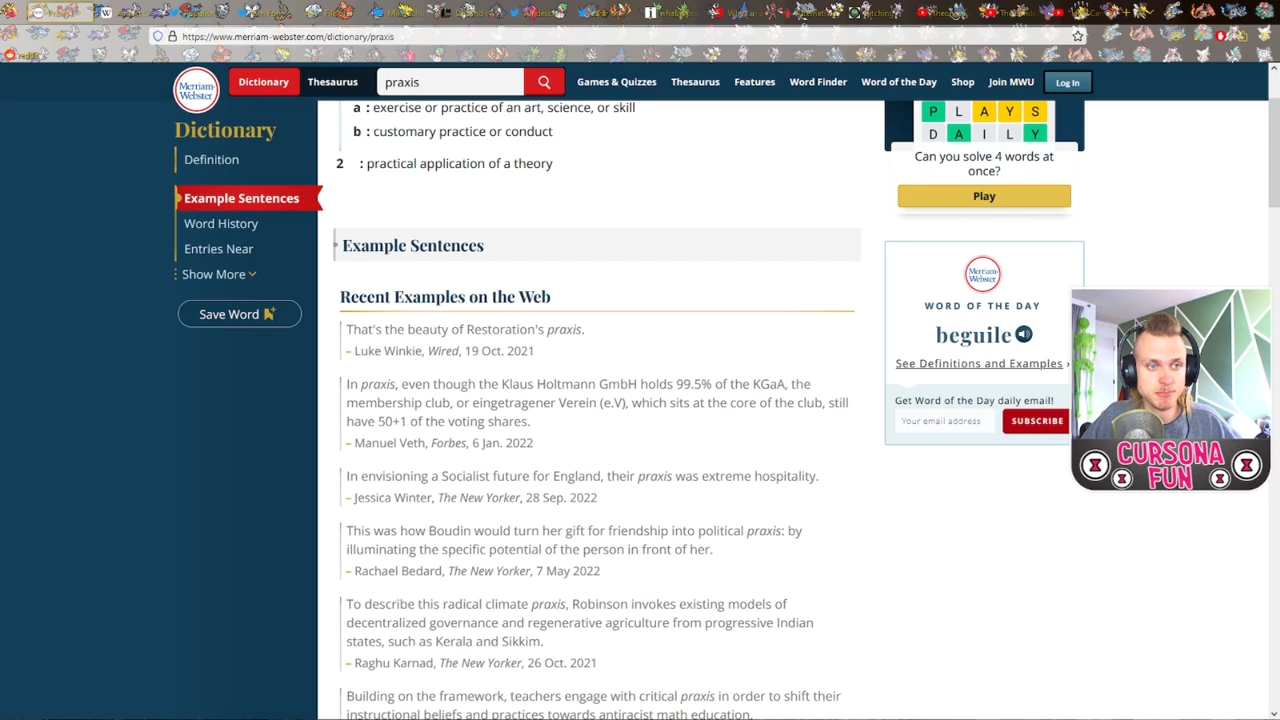 https://www.merriam-webster.com/dictionary/praxis
reddit
Merriam-Webster
Dictionary
Thesaurus
praxis
Games & Quizzes
Thesaurus
Features
Word Finder
Word of the Day
Shop
Join MWU
Log In
Dictionary
Definition
Example Sentences
Word History
Entries Near
Show More
Save Word
a : exercise or practice of an art, science, or skill
b : customary practice or conduct
2 : practical application of a theory
Example Sentences
Recent Examples on the Web
That's the beauty of Restoration's praxis.
– Luke Winkie, Wired, 19 Oct. 2021
In praxis, even though the Klaus Holtmann GmbH holds 99.5% of the KGaA, the
membership club, or eingetragener Verein (e.V), which sits at the core of the club, still
have 50+1 of the voting shares.
– Manuel Veth, Forbes, 6 Jan. 2022
In envisioning a Socialist future for England, their praxis was extreme hospitality.
– Jessica Winter, The New Yorker, 28 Sep. 2022
This was how Boudin would turn her gift for friendship into political praxis: by
illuminating the specific potential of the person in front of her.
– Rachael Bedard, The New Yorker, 7 May 2022
To describe this radical climate praxis, Robinson invokes existing models of
decentralized governance and regenerative agriculture from progressive Indian
states, such as Kerala and Sikkim.
– Raghu Karnad, The New Yorker, 26 Oct. 2021
Building on the framework, teachers engage with critical praxis in order to shift their
instructional beliefs and practices towards antiracist math education.
PLAYS
DAILY
Can you solve 4 words at
once?
Play
Merriam-Webster
WORD OF THE DAY
beguile
See Definitions and Examples ›
Get Word of the Day daily email!
Your email address
SUBSCRIBE
CURSONA
FUN